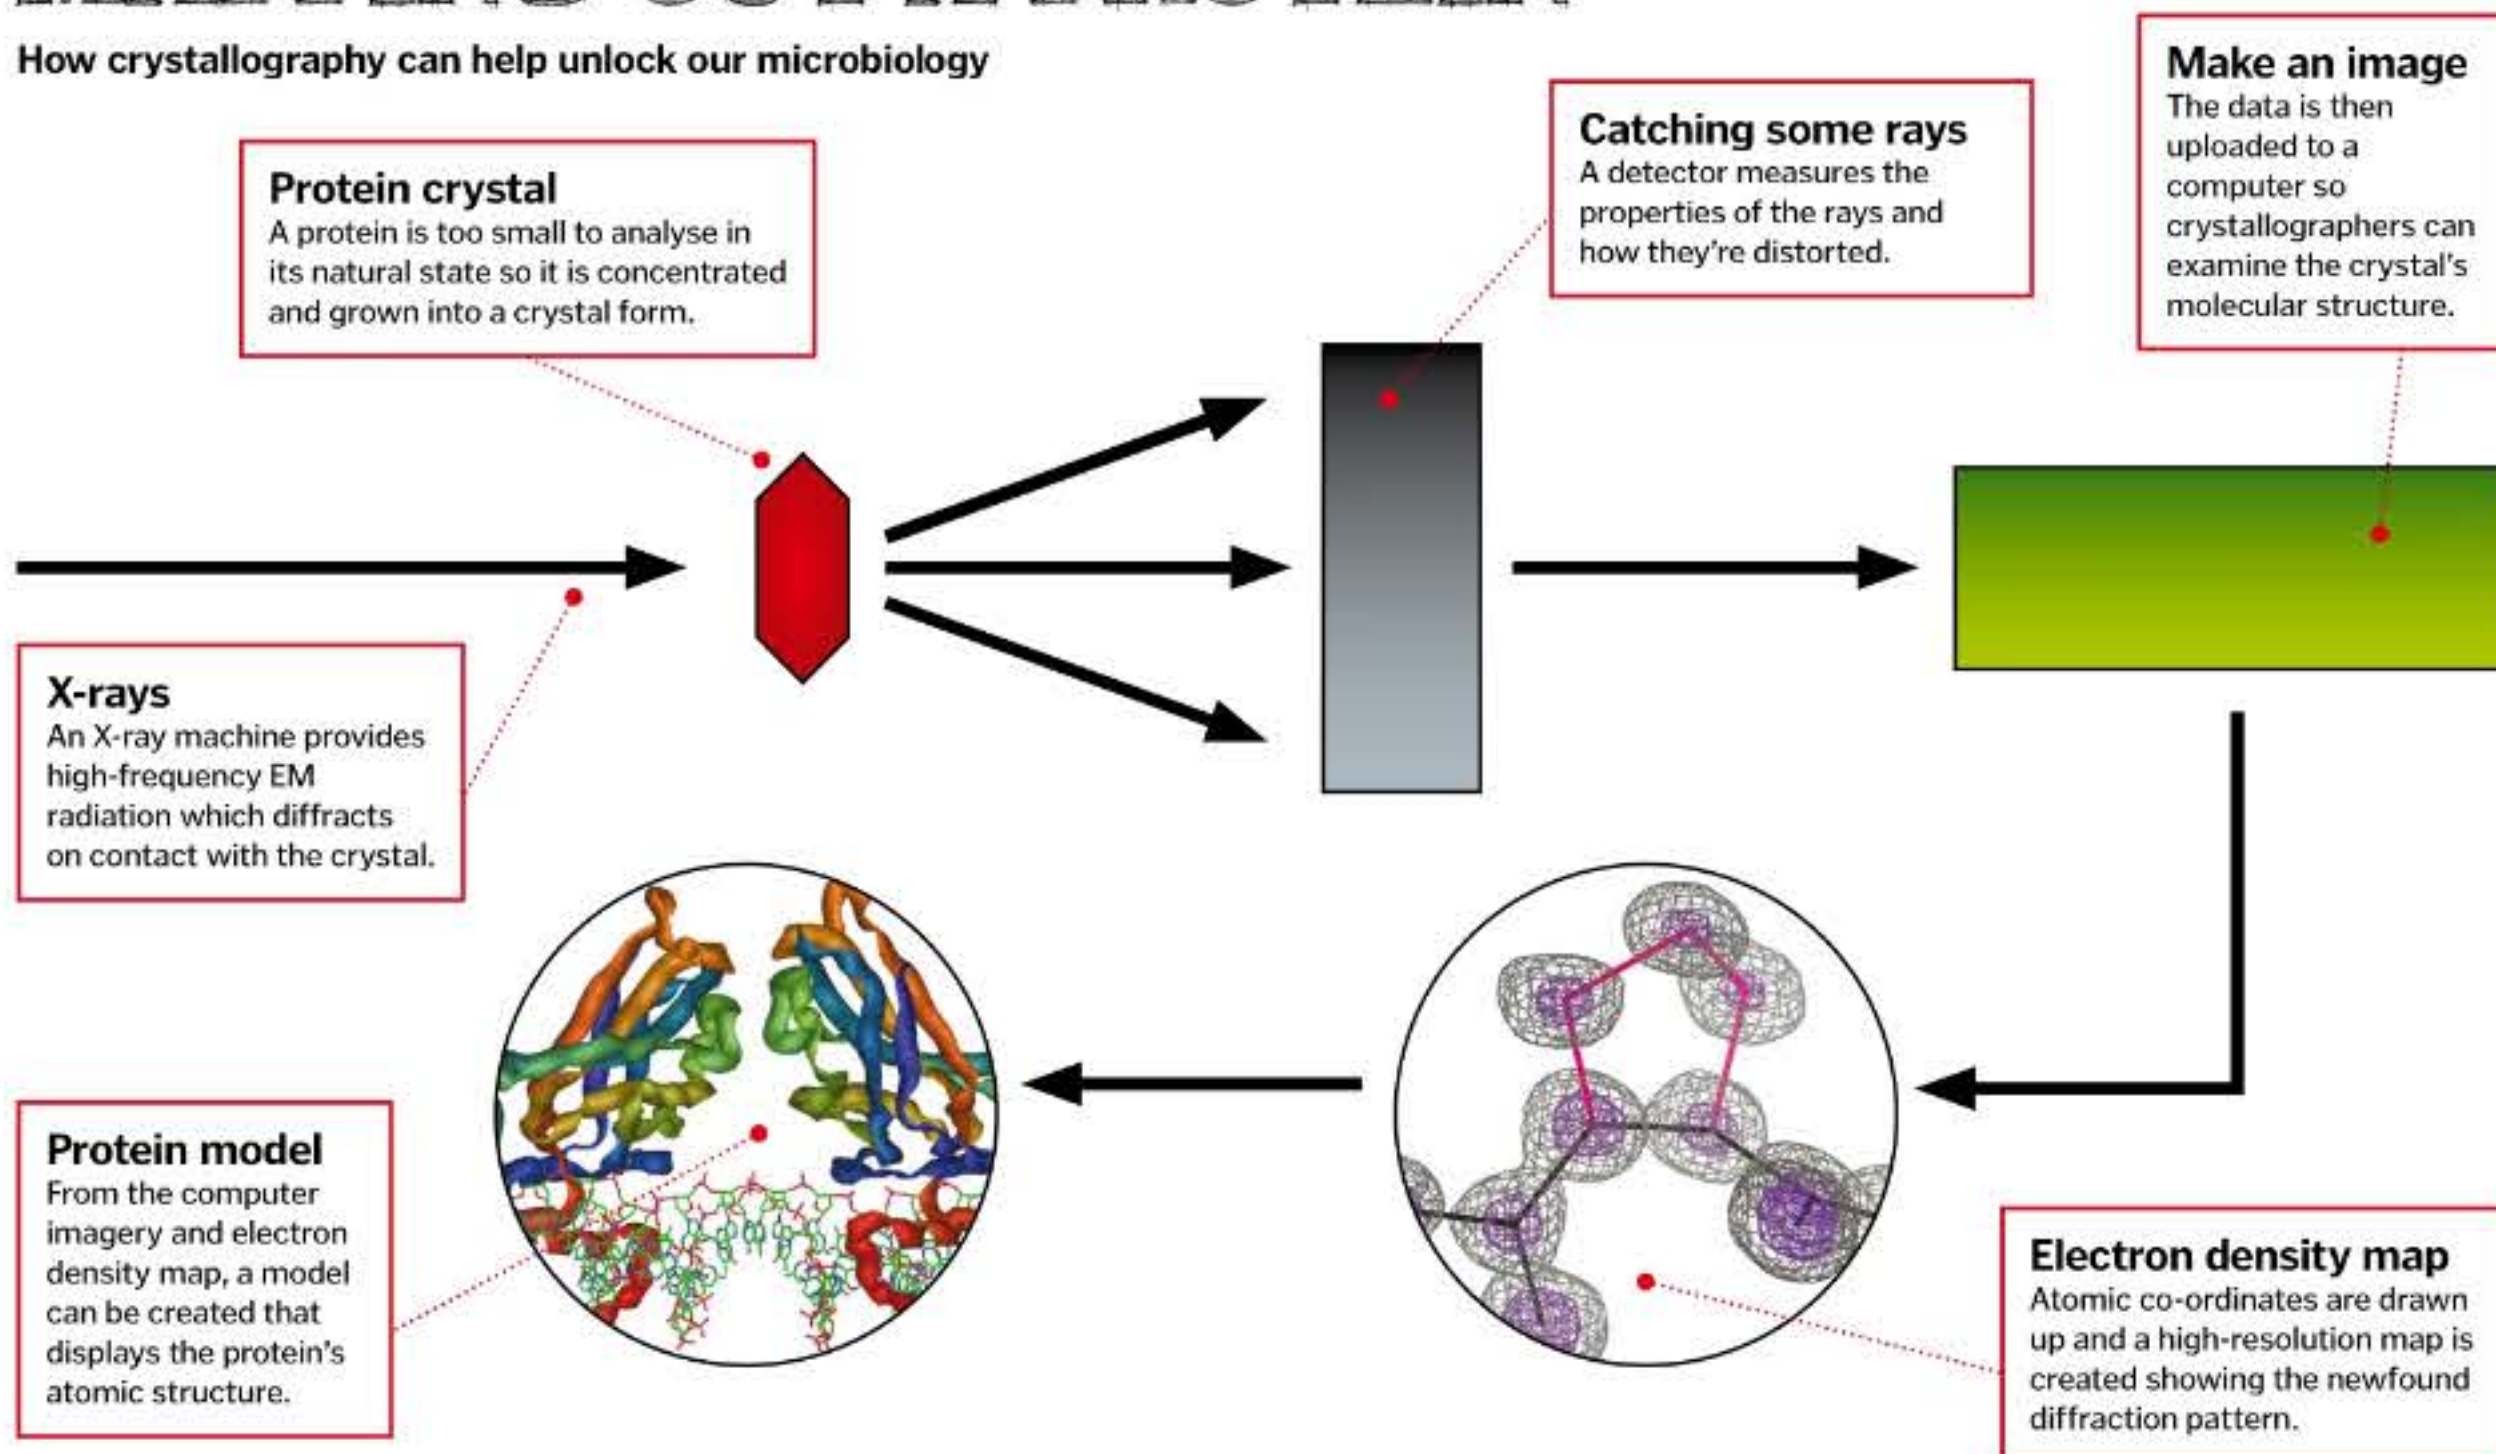 How crystallography can help unlock our microbiology
Protein crystal
A protein is too small to analyse in
its natural state so it is concentrated
and grown into a crystal form.
Catching some rays
A detector measures the
properties of the rays and
how they're distorted.
Make an image
The data is then
uploaded to a
computer so
crystallographers can
examine the crystal's
molecular structure.
X-rays
An X-ray machine provides
high-frequency EM
radiation which diffracts
on contact with the crystal.
Protein model
From the computer
imagery and electron
density map, a model
can be created that
displays the protein's
atomic structure.
Electron density map
Atomic co-ordinates are drawn
up and a high-resolution map is
created showing the newfound
diffraction pattern.